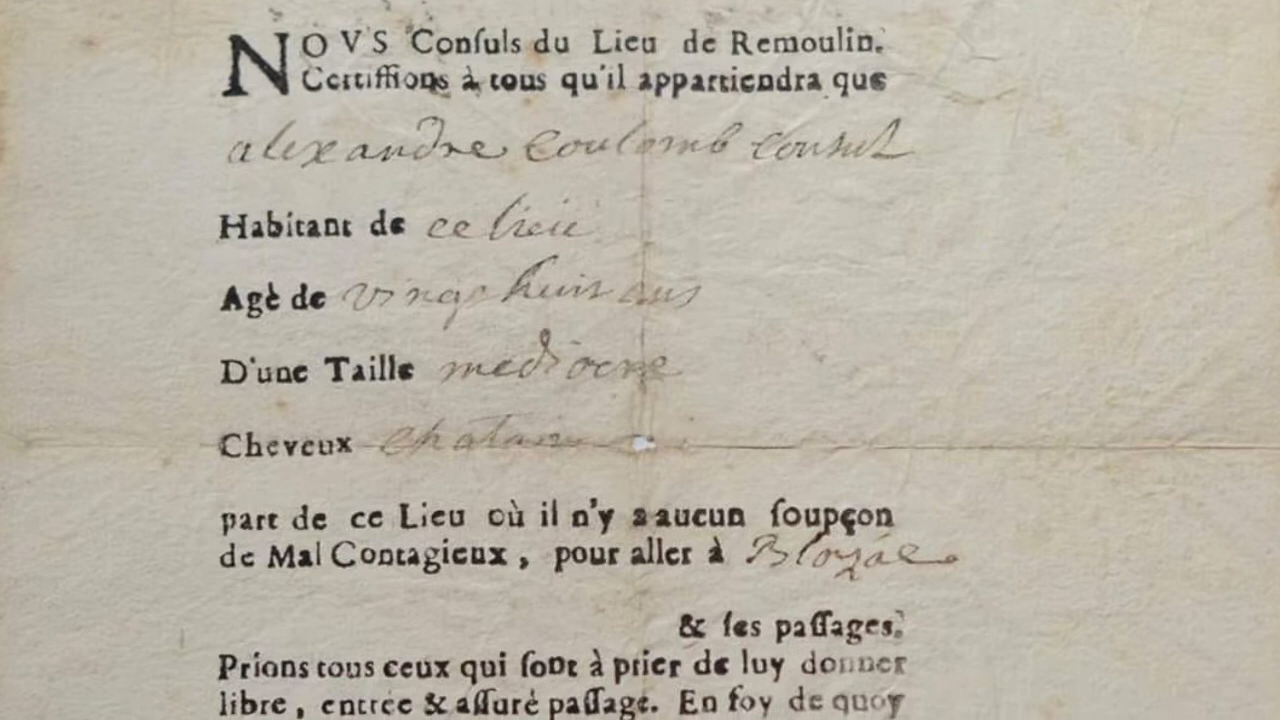 NOVS Conſuls du Lieu de Remoulin.
Certiffions à tous qu'il appartiendra que
alexandre Coulomb Consul
Habitant de ce lieu
Agè de vingt huit ans
D'une Taille mediocre
Cheveux chatain
part de ce Lieu où il n'y a aucun ſoupçon
de Mal Contagieux, pour aller à
& ſes paſſages.
Prions tous ceux qui ſont à prier de luy donner
libre, entrée & aſſurè paſſage. En foy de quoy